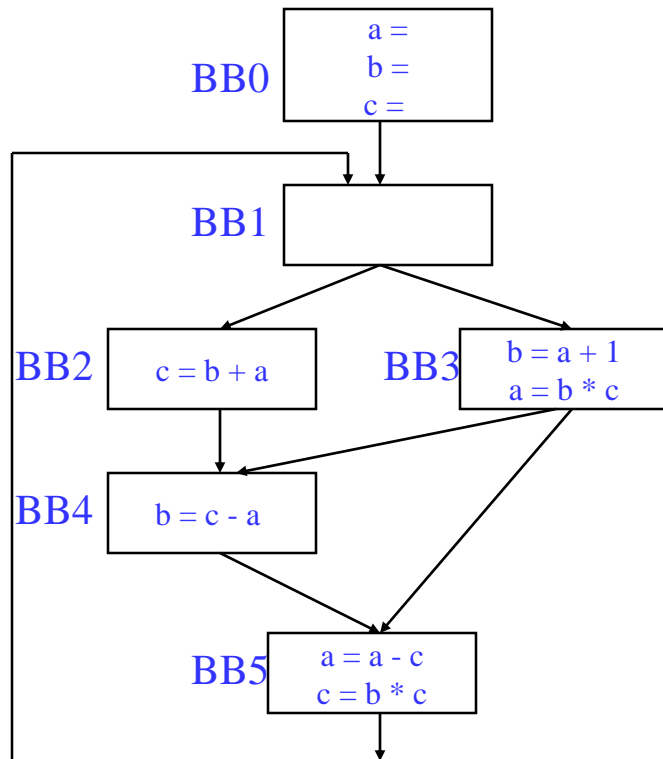 a =
BB0
b =
c =
BB1
BB2
c = b + a
BB3
b = a + 1
a = b * c
BB4
b = c - a
BB5
a = a - c
c = b * c